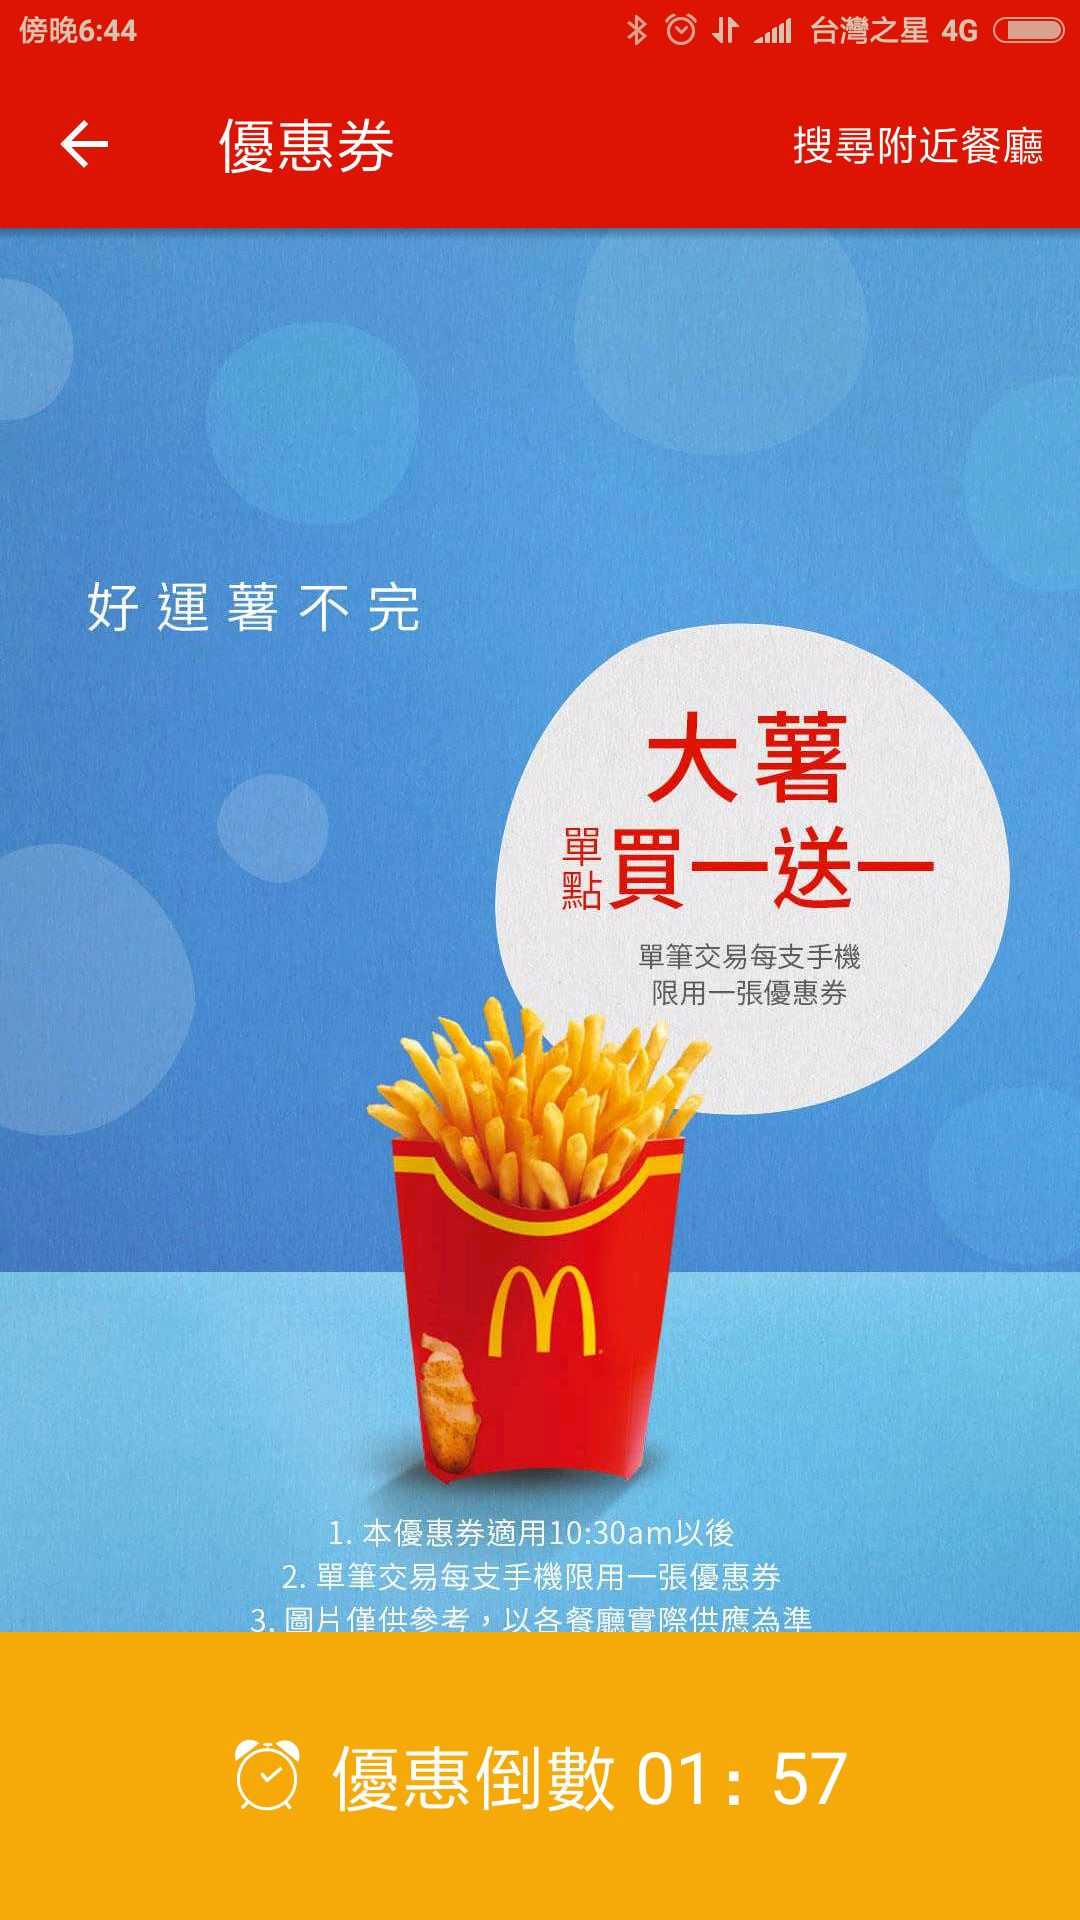 傍晚6:44 台灣之星 4G
優惠券 搜尋附近餐廳
好運薯不完
大薯
單點 買一送一
單筆交易每支手機
限用一張優惠券
1. 本優惠券適用10:30am以後
2. 單筆交易每支手機限用一張優惠券
3. 圖片僅供參考，以各餐廳實際供應為準
優惠倒數 01: 57